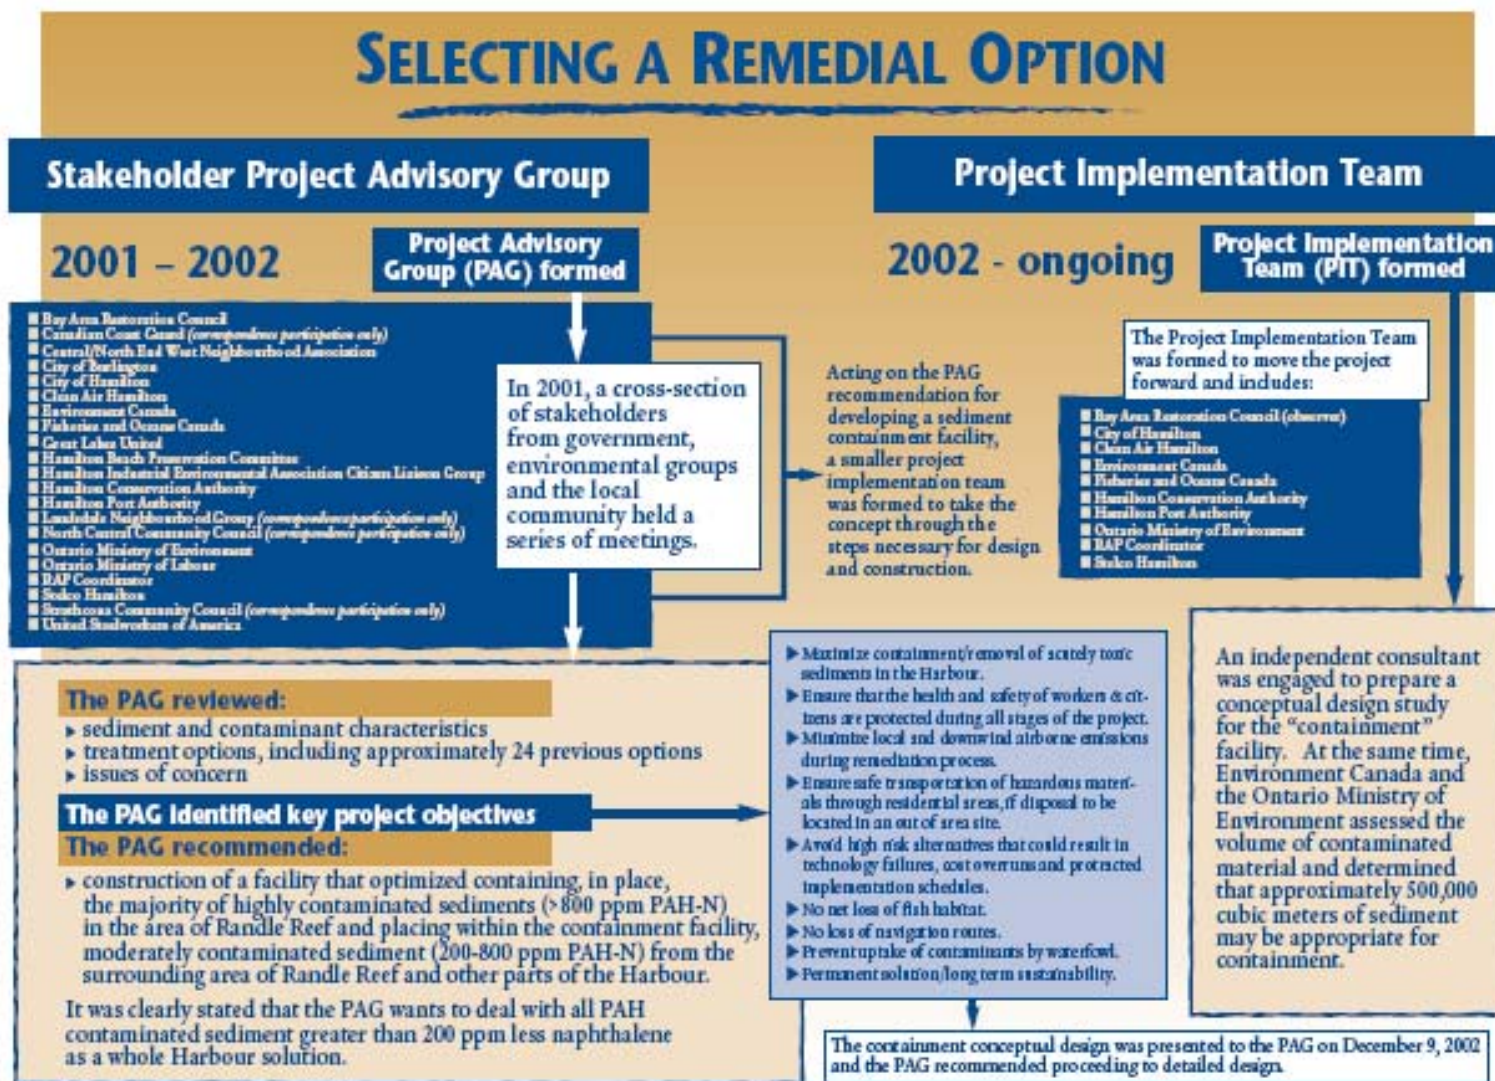 SELECTING A REMEDIAL OPTION
Stakeholder Project Advisory Group
2001 – 2002
Project Advisory
Group (PAG) formed
Bay Area Restoration Council
Canadian Coast Guard (correspondence participation only)
Central/North End West Neighbourhood Association
City of Burlington
City of Hamilton
Clean Air Hamilton
Environment Canada
Fisheries and Oceans Canada
Great Lakes United
Hamilton Beach Preservation Committee
Hamilton Industrial Environmental Association Citizen Liaison Group
Hamilton Conservation Authority
Hamilton Port Authority
Landsdale Neighbourhood Group (correspondence participation only)
North Central Community Council (correspondence participation only)
Ontario Ministry of Environment
Ontario Ministry of Labour
RAP Coordinator
Stelco Hamilton
Strathcona Community Council (correspondence participation only)
United Steelworkers of America
In 2001, a cross-section
of stakeholders
from government,
environmental groups
and the local
community held a
series of meetings.
Acting on the PAG
recommendation for
developing a sediment
containment facility,
a smaller project
implementation team
was formed to take the
concept through the
steps necessary for design
and construction.
Project Implementation Team
2002 - ongoing
Project Implementation
Team (PIT) formed
The Project Implementation Team
was formed to move the project
forward and includes:
Bay Area Restoration Council (observer)
City of Hamilton
Clean Air Hamilton
Environment Canada
Fisheries and Oceans Canada
Hamilton Conservation Authority
Hamilton Port Authority
Ontario Ministry of Environment
RAP Coordinator
Stelco Hamilton
The PAG reviewed:
sediment and contaminant characteristics
treatment options, including approximately 24 previous options
issues of concern
The PAG identified key project objectives
The PAG recommended:
construction of a facility that optimized containing, in place,
the majority of highly contaminated sediments (>800 ppm PAH-N)
in the area of Randle Reef and placing within the containment facility,
moderately contaminated sediment (200-800 ppm PAH-N) from the
surrounding area of Randle Reef and other parts of the Harbour.
It was clearly stated that the PAG wants to deal with all PAH
contaminated sediment greater than 200 ppm less naphthalene
as a whole Harbour solution.
Maximize containment/removal of acutely toxic
sediments in the Harbour.
Ensure that the health and safety of workers & cit-
izens are protected during all stages of the project.
Minimize local and downwind airborne emissions
during remediation process.
Ensure safe transportation of hazardous materi-
als through residential areas, if disposal to be
located in an out of area site.
Avoid high risk alternatives that could result in
technology failures, cost overruns and protracted
implementation schedules.
No net loss of fish habitat.
No loss of navigation routes.
Prevent uptake of contaminants by waterfowl.
Permanent solution/long term sustainability.
An independent consultant
was engaged to prepare a
conceptual design study
for the “containment”
facility. At the same time,
Environment Canada and
the Ontario Ministry of
Environment assessed the
volume of contaminated
material and determined
that approximately 500,000
cubic meters of sediment
may be appropriate for
containment.
The containment conceptual design was presented to the PAG on December 9, 2002
and the PAG recommended proceeding to detailed design.